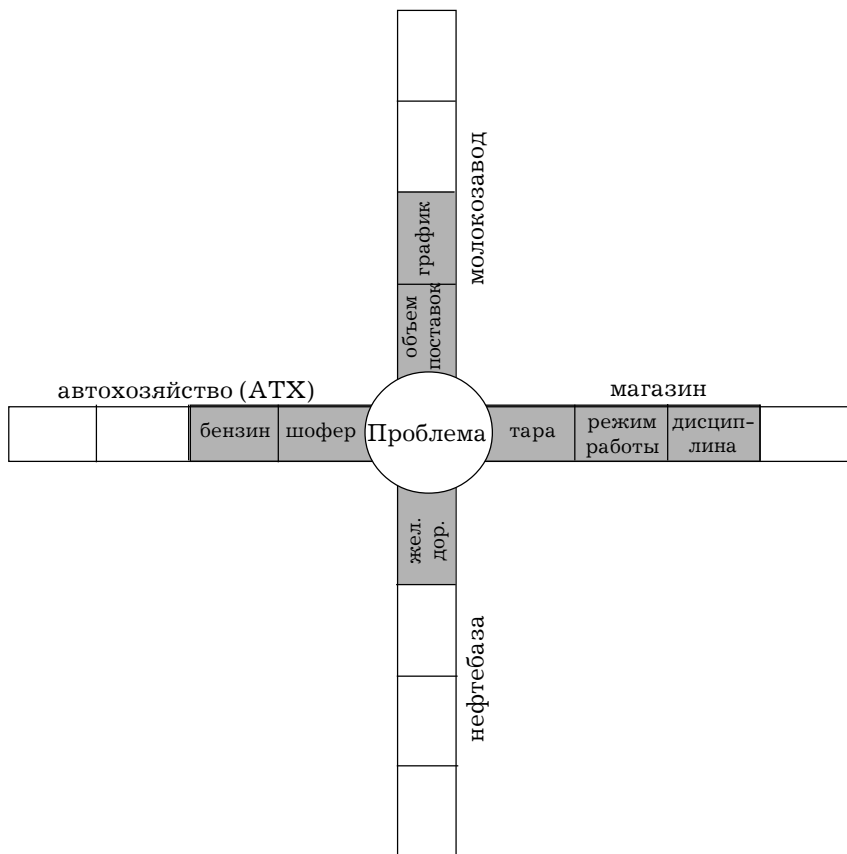 молокозавод
график
объем
поставок
автохозяйство (АТХ)
магазин
бензин
шофер
Проблема
тара
режим
работы
дисцип-
лина
жел.
дор.
нефтебаза